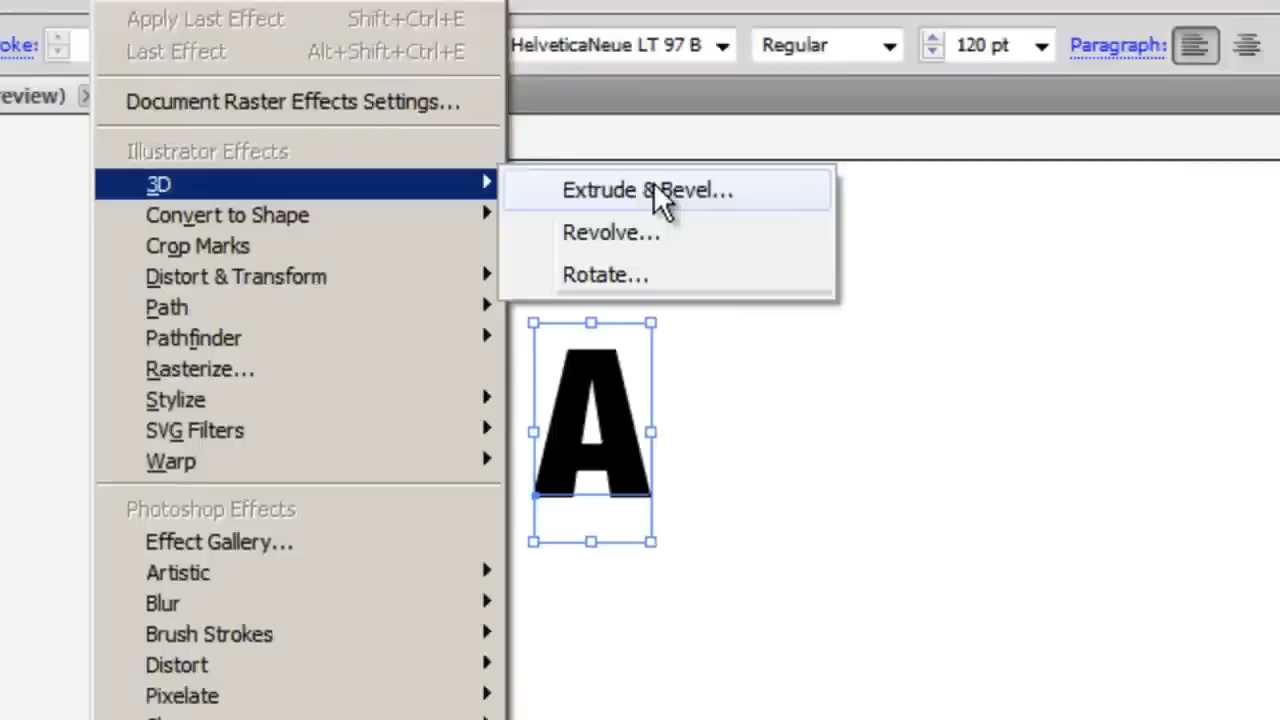 Apply Last Effect Shift+Ctrl+E
Last Effect Alt+Shift+Ctrl+E
oke:
HelveticaNeue LT 97 B
Regular
120 pt
Paragraph:
eview)
Document Raster Effects Settings...
Illustrator Effects
3D
Convert to Shape
Crop Marks
Distort & Transform
Path
Pathfinder
Rasterize...
Stylize
SVG Filters
Warp
Photoshop Effects
Effect Gallery...
Artistic
Blur
Brush Strokes
Distort
Pixelate
Extrude & Bevel...
Revolve...
Rotate...
A